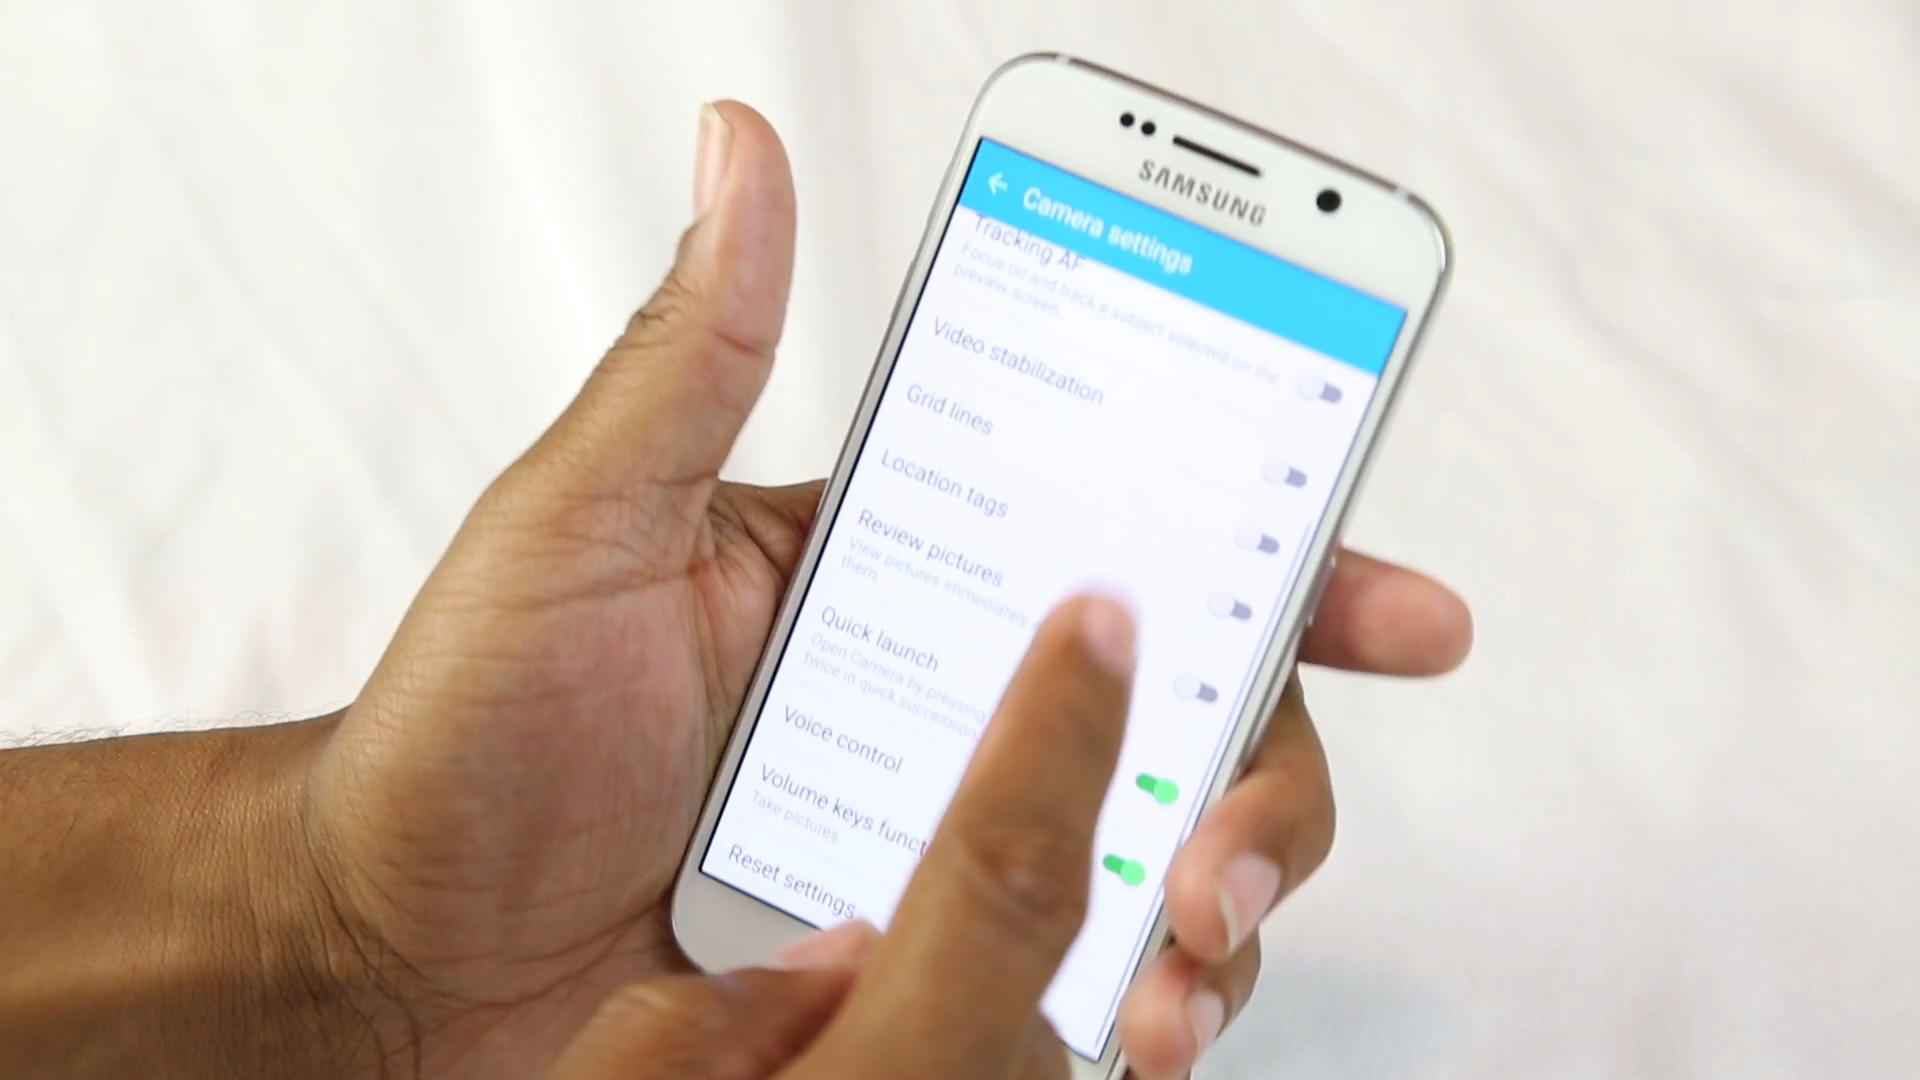 SAMSUNG
Camera settings
Tracking AF
Focus on and track a subject selected on the
preview screen
Video stabilization
Grid lines
Location tags
Review pictures
View pictures immediately
them
Quick launch
Open Camera by pressing
twice in quick succession
Voice control
Volume keys funct
Take pictures
Reset settings